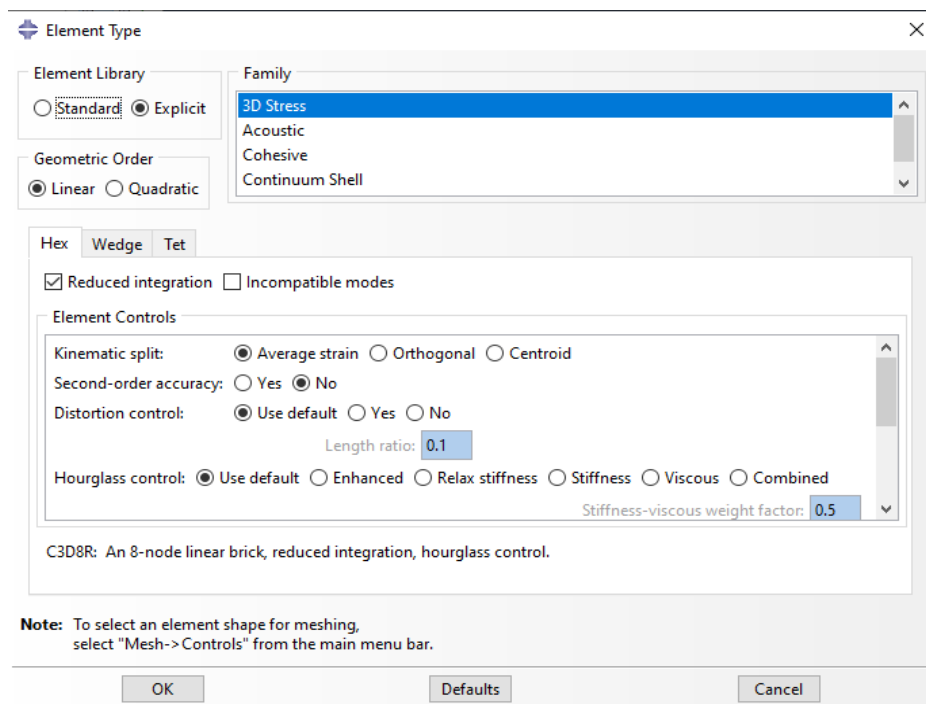 Element Type
Element Library
Standard Explicit
Family
3D Stress
Acoustic
Cohesive
Continuum Shell
Geometric Order
Linear Quadratic
Hex Wedge Tet
Reduced integration Incompatible modes
Element Controls
Kinematic split: Average strain Orthogonal Centroid
Second-order accuracy: Yes No
Distortion control: Use default Yes No
Length ratio: 0.1
Hourglass control: Use default Enhanced Relax stiffness Stiffness Viscous Combined
Stiffness-viscous weight factor: 0.5
C3D8R: An 8-node linear brick, reduced integration, hourglass control.
Note: To select an element shape for meshing,
select "Mesh->Controls" from the main menu bar.
OK Defaults Cancel